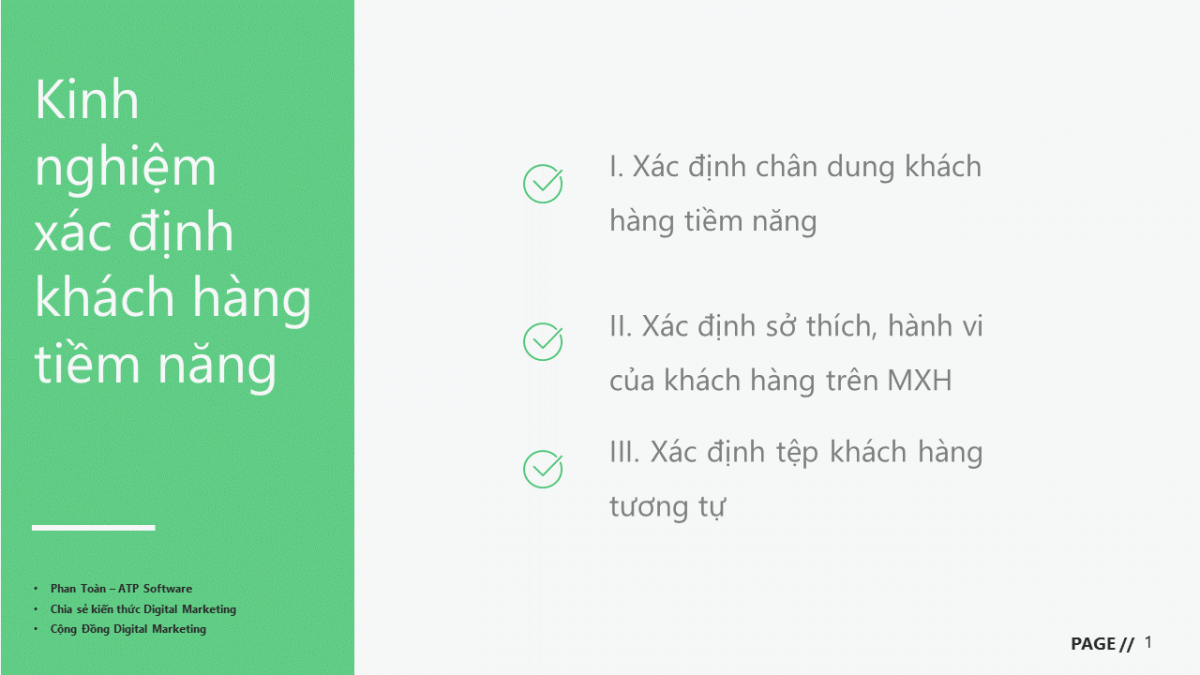 Kinh
nghiệm
xác định
khách hàng
tiềm năng
• Phan Toàn – ATP Software
• Chia sẻ kiến thức Digital Marketing
• Cộng Đồng Digital Marketing
I. Xác định chân dung khách
hàng tiềm năng
II. Xác định sở thích, hành vi
của khách hàng trên MXH
III. Xác định tệp khách hàng
tương tự
PAGE // 1